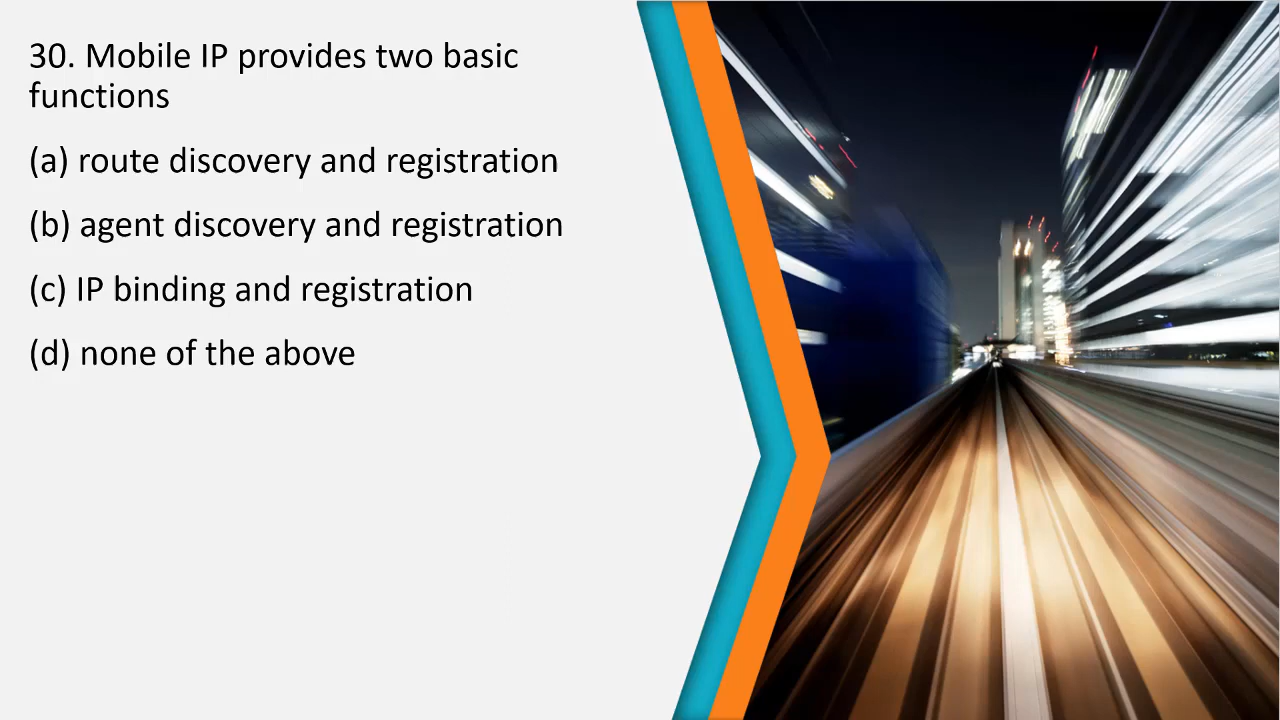 30. Mobile IP provides two basic
functions
(a) route discovery and registration
(b) agent discovery and registration
(c) IP binding and registration
(d) none of the above